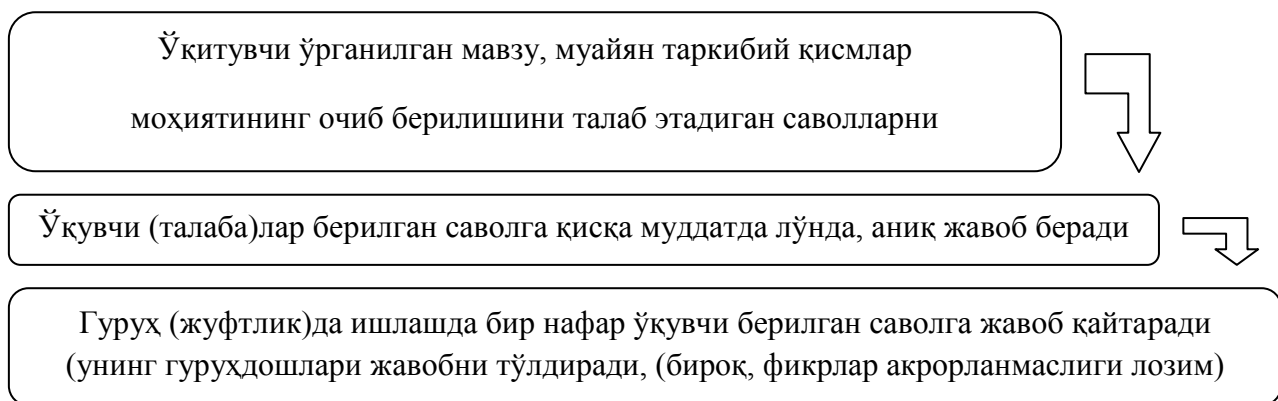 Ўқитувчи ўрганилган мавзу, муайян таркибий қисмлар
моҳиятининг очиб берилишини талаб этадиган саволларни
Ўқувчи (талаба)лар берилган саволга қисқа муддатда лўнда, аниқ жавоб беради
Гуруҳ (жуфтлик)да ишлашда бир нафар ўқувчи берилган саволга жавоб қайтаради
(унинг гуруҳдошлари жавобни тўлдиради, (бироқ, фикрлар акрорланмаслиги лозим)